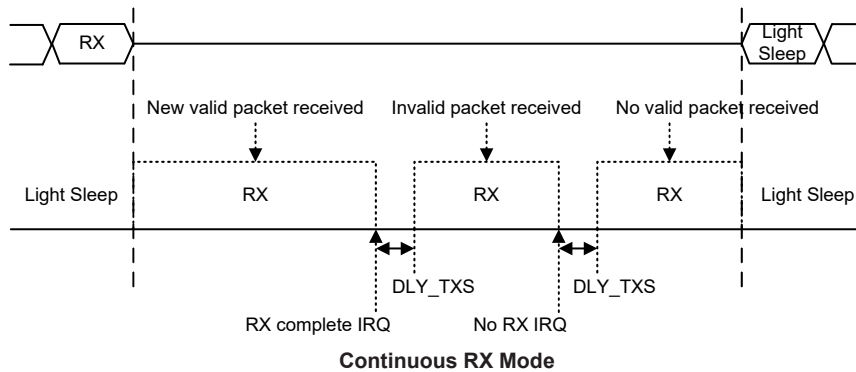 RX
Light
Sleep
New valid packet received
Invalid packet received
No valid packet received
Light Sleep
RX
RX
RX
Light Sleep
DLY_TXS
DLY_TXS
RX complete IRQ
No RX IRQ
Continuous RX Mode